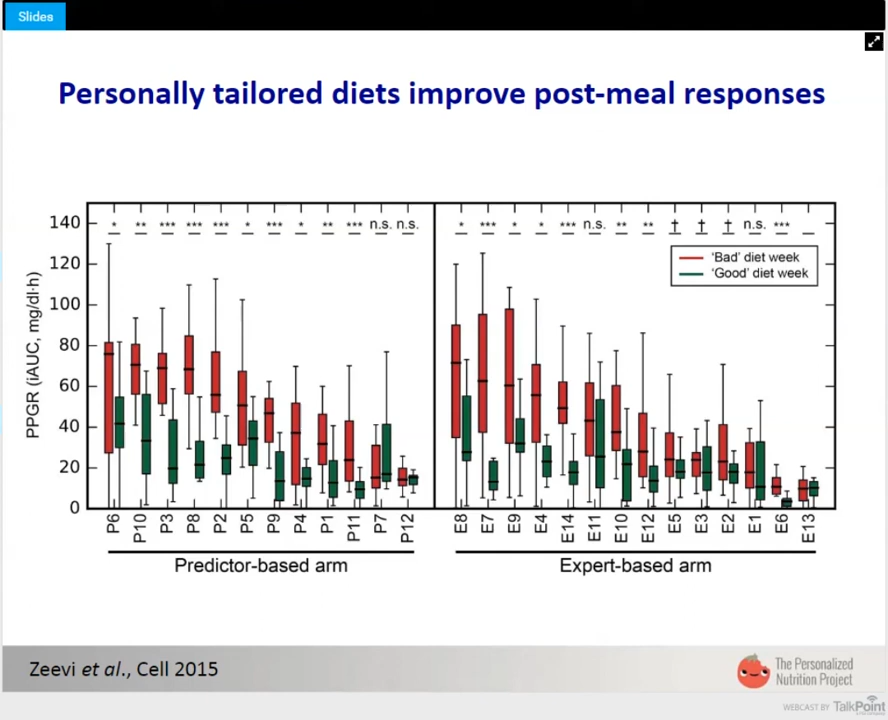 Slides
Personally tailored diets improve post-meal responses
PPGR (iAUC, mg/dl·h)
140
120
100
80
60
40
20
0
* ** *** *** *** * *** * ** *** n.s. n.s.
* *** * * *** n.s. ** ** † † † n.s. ***
'Bad' diet week
'Good' diet week
P6 P10 P3 P8 P2 P5 P9 P4 P1 P11 P7 P12
E8 E7 E9 E4 E14 E11 E10 E12 E5 E3 E2 E1 E6 E13
Predictor-based arm
Expert-based arm
Zeevi et al., Cell 2015
The Personalized
Nutrition Project
WEBCAST BY TalkPoint